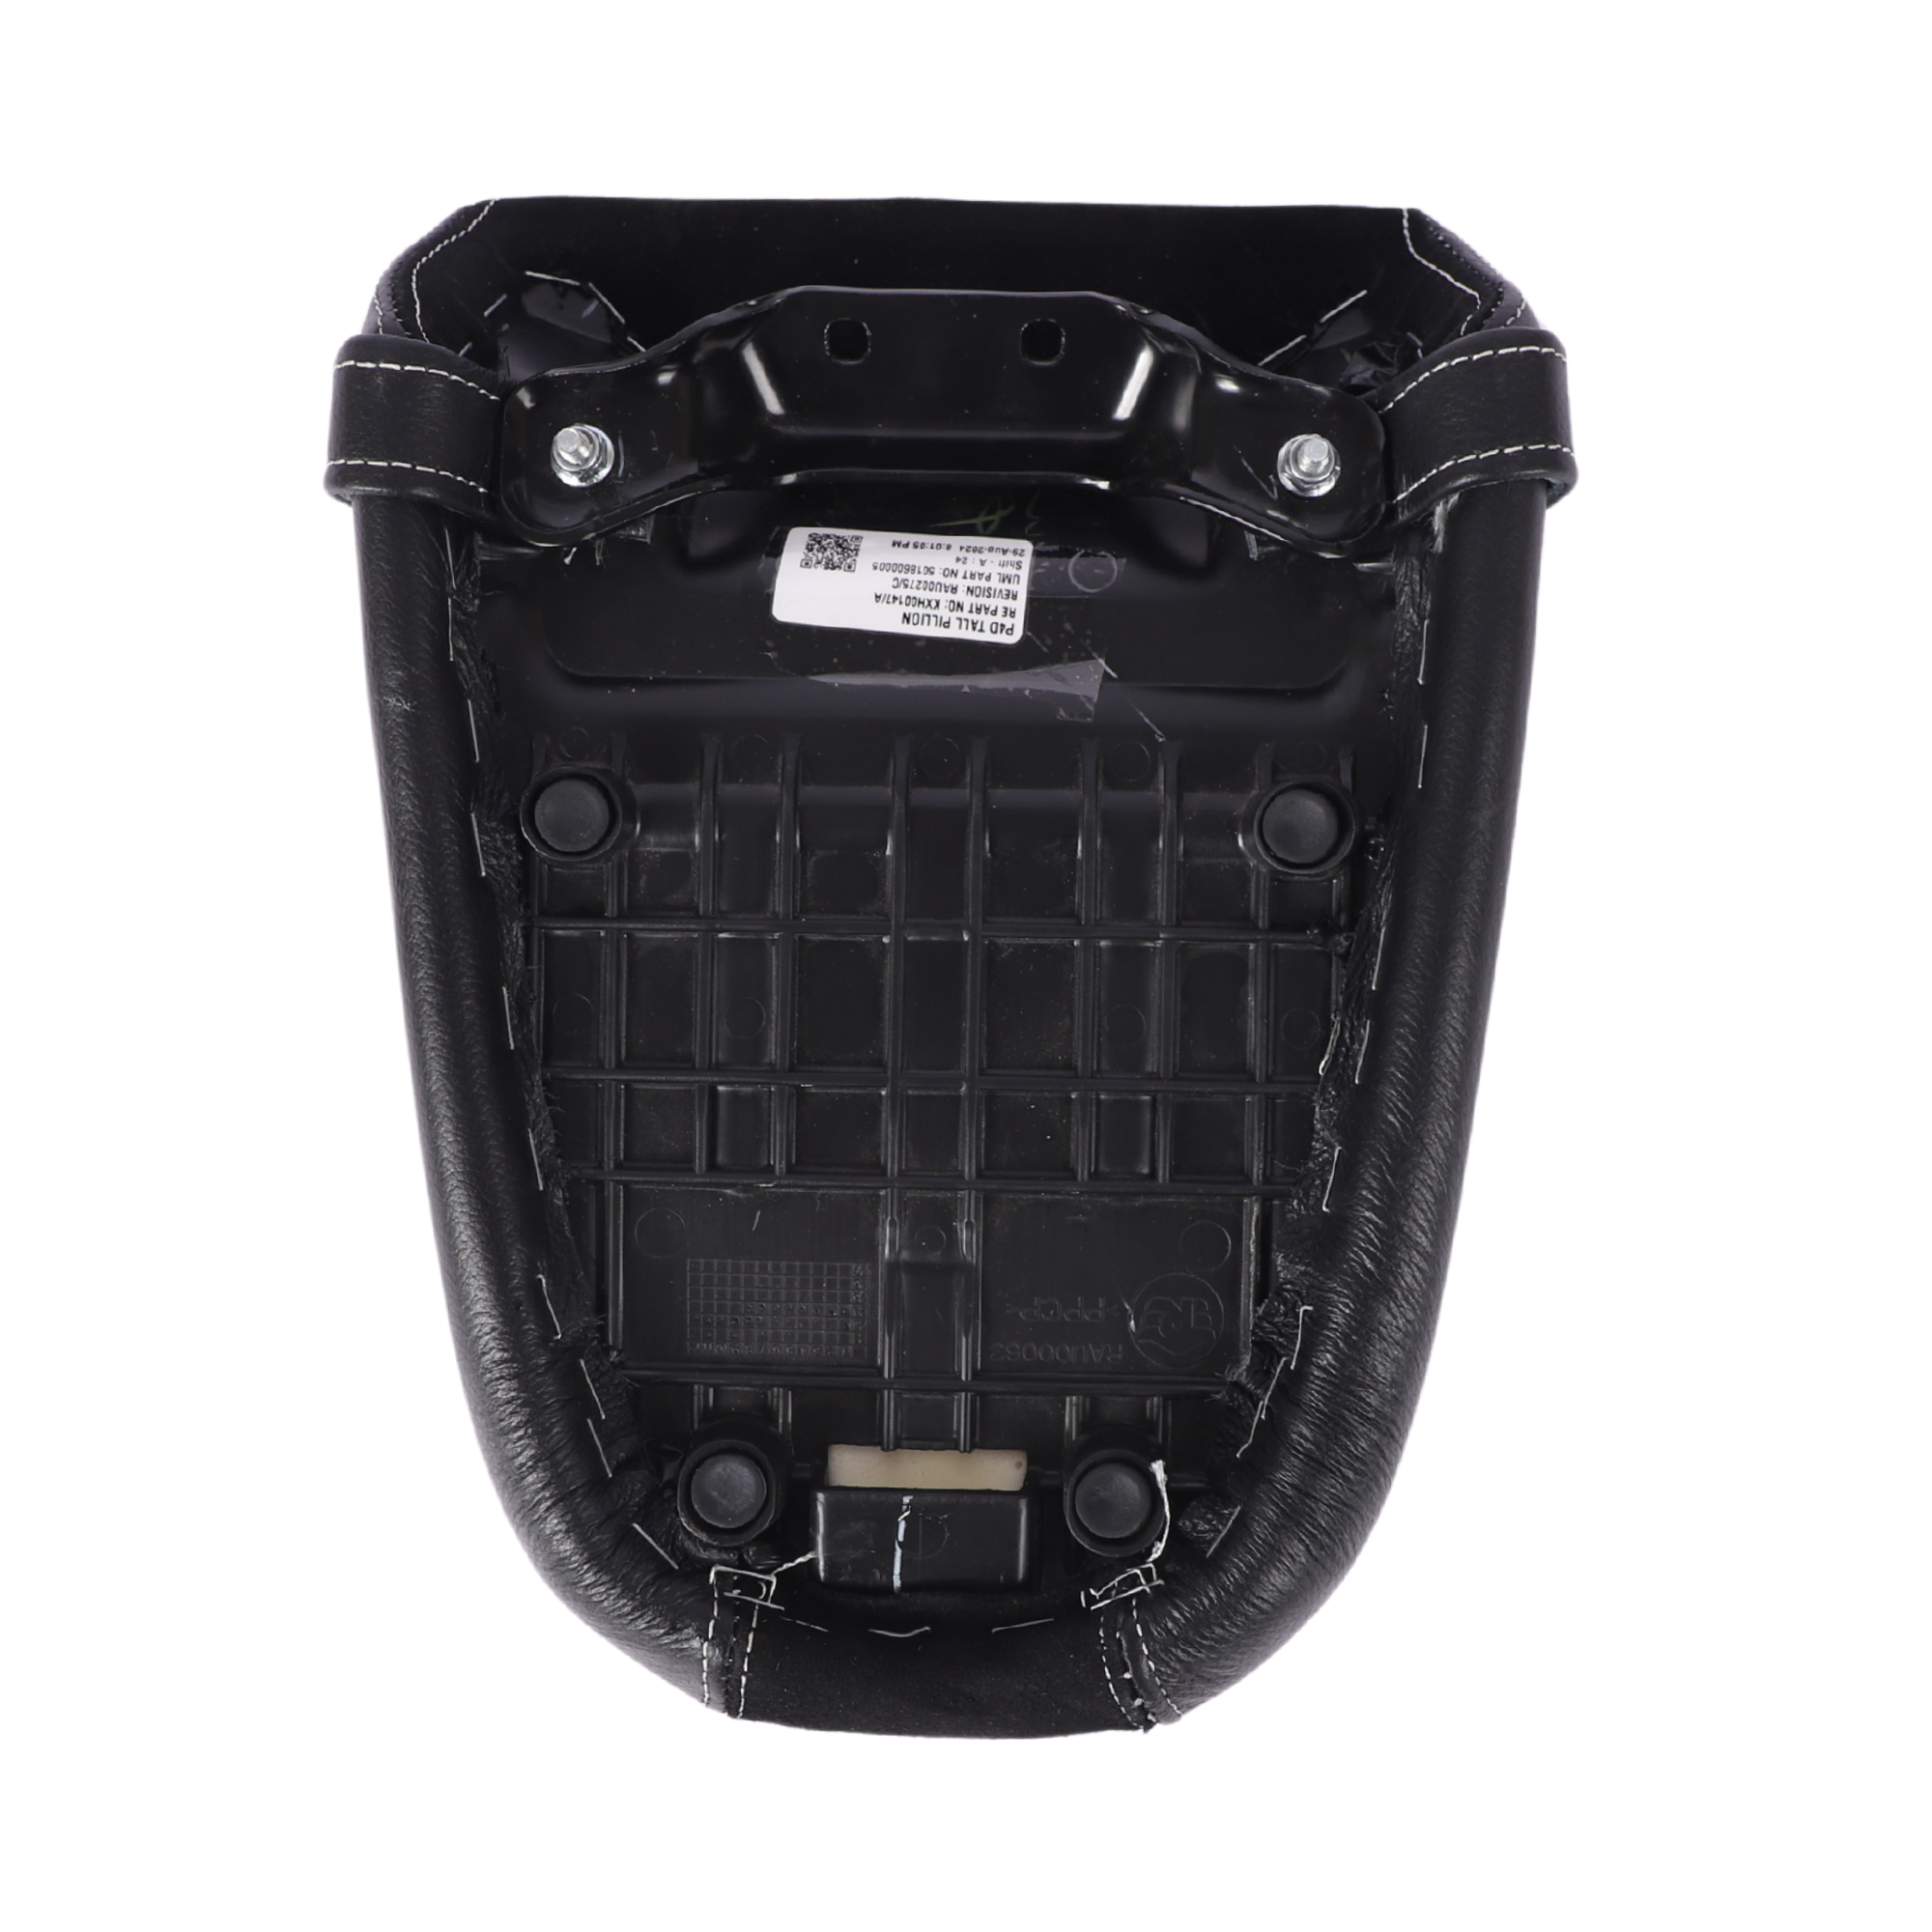 P4D TALL PILLION
RE PART NO: KXH00147/A
REVISION: RAU00275/C
UML PART NO: 5018600005
Shift - A : 24
29-Aug-2024 6:01:05 PM
RAU00062
>PPCP<